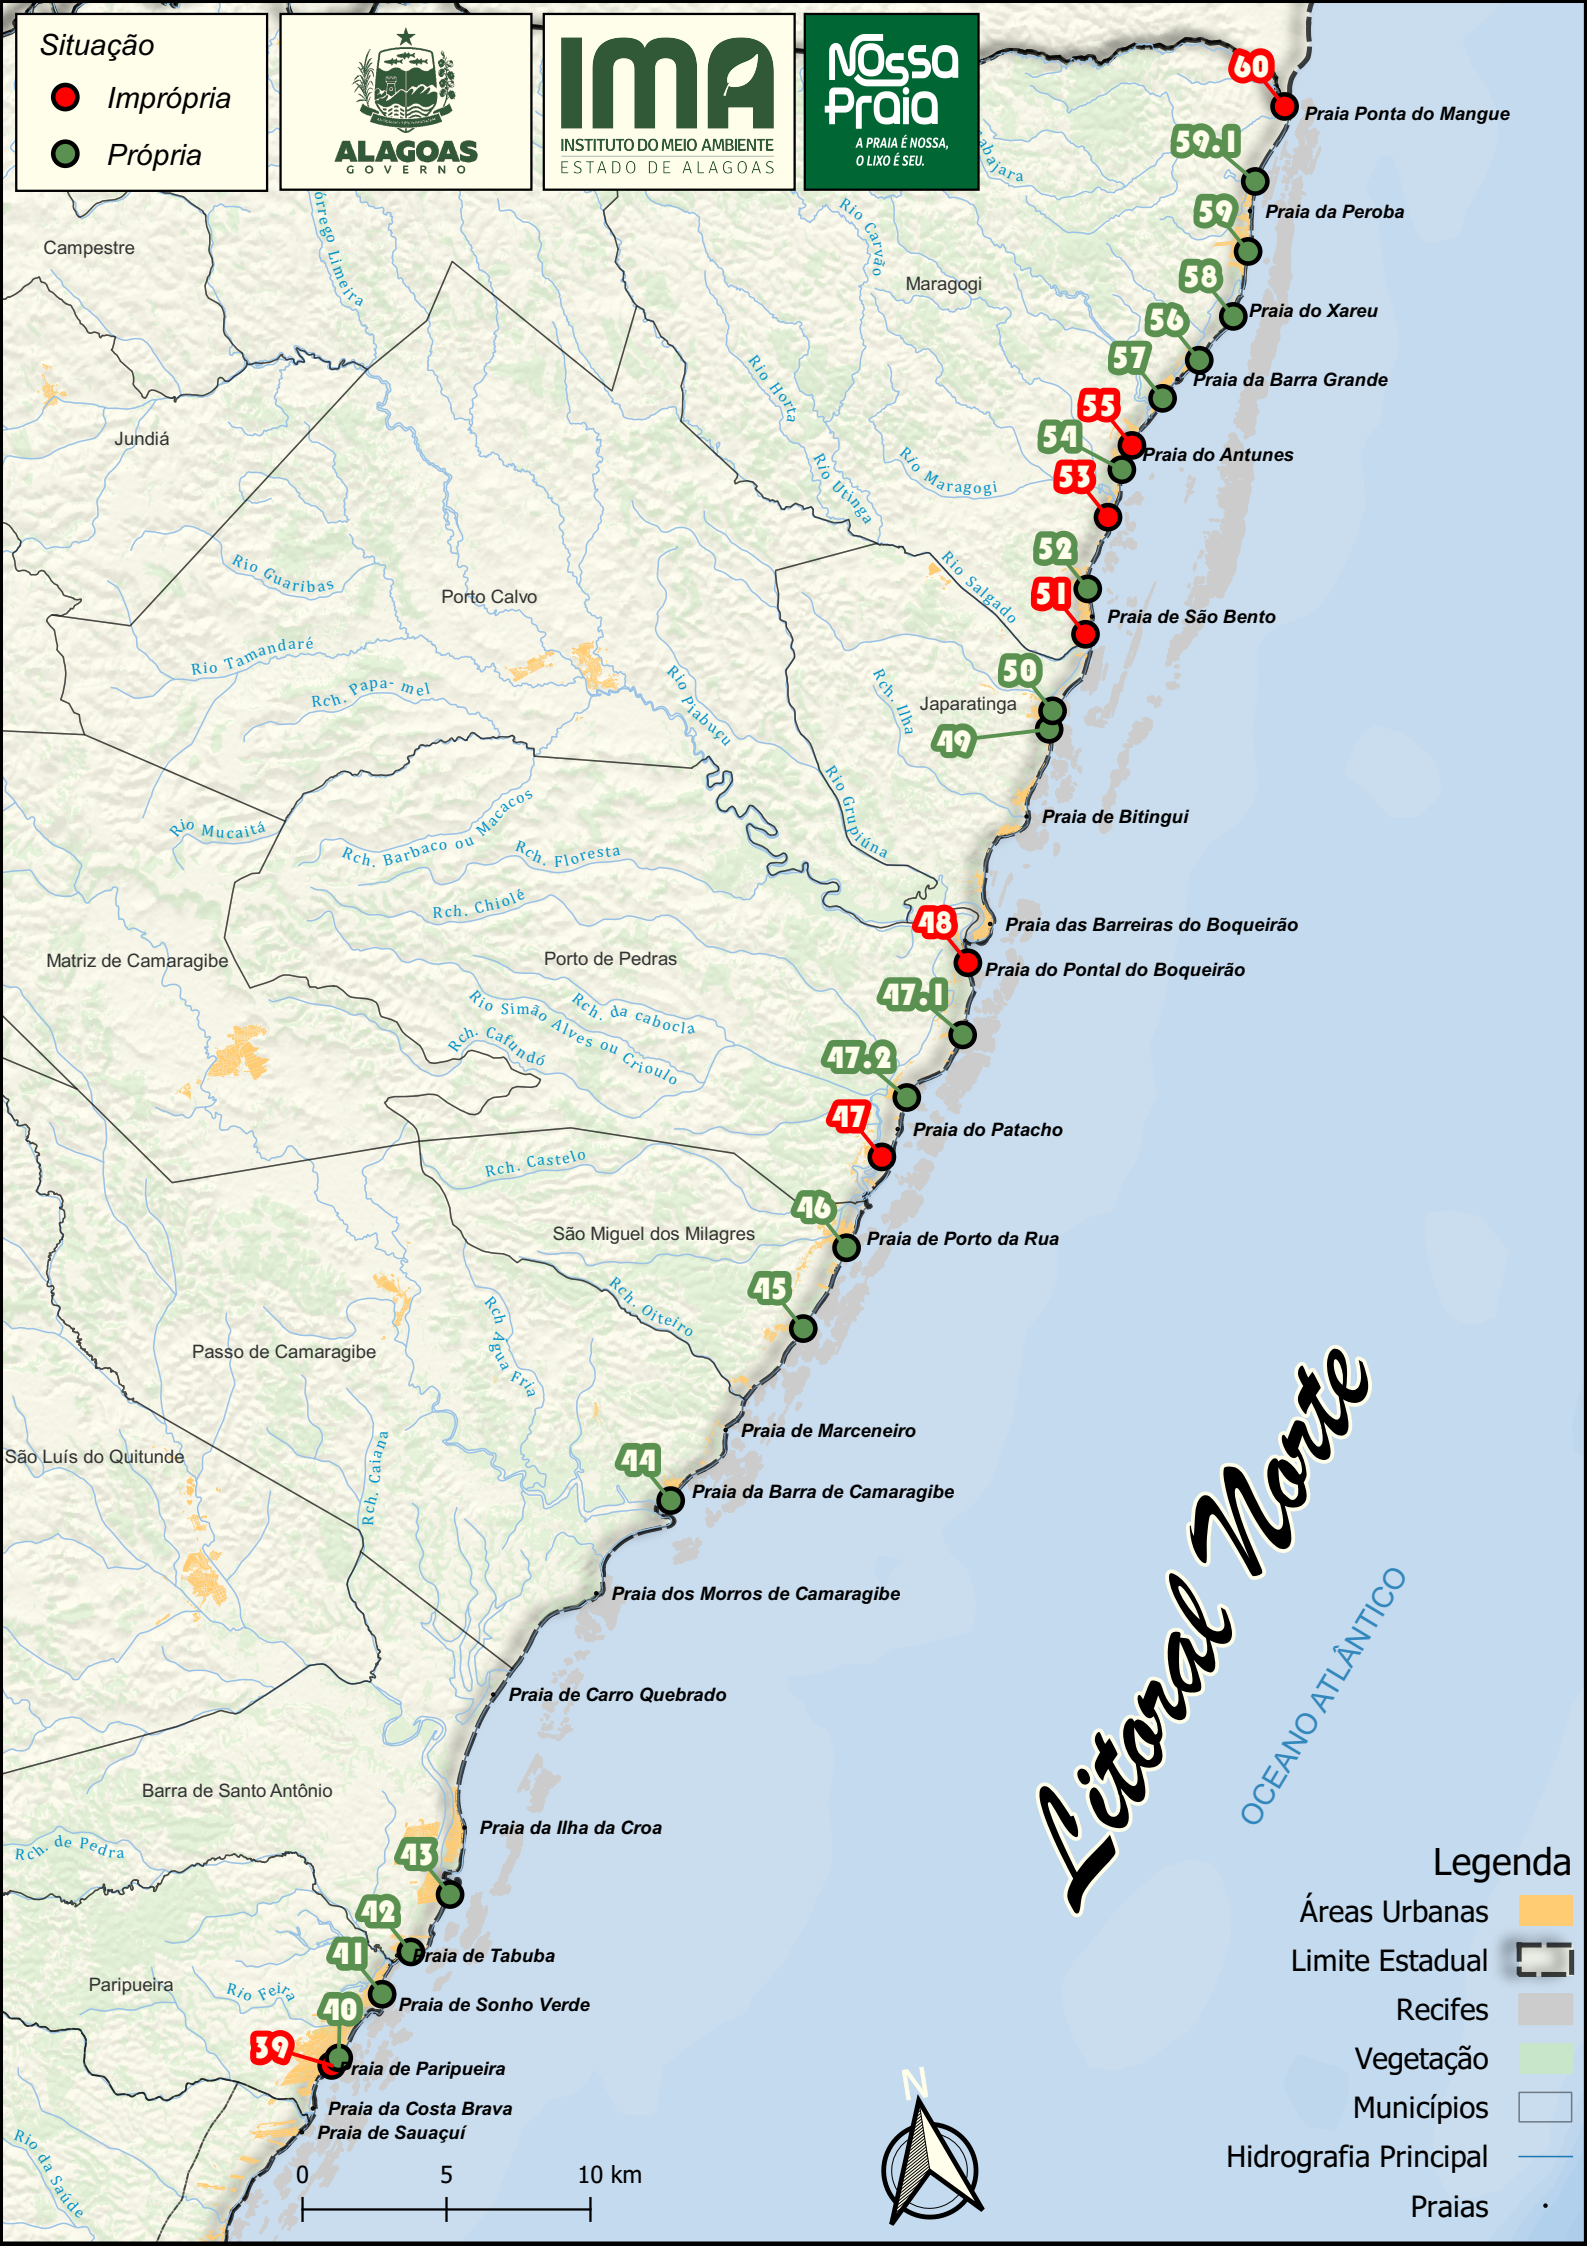 Situação
Imprópria
Própria
ALAGOAS
GOVERNO
IMA
INSTITUTO DO MEIO AMBIENTE
ESTADO DE ALAGOAS
Nossa
Praia
A PRAIA É NOSSA,
O LIXO É SEU.
60
Praia Ponta do Mangue
59.1
59
Praia da Peroba
Campestre
órrego Limeira
Rio Carvão
Maragogi
58
Praia do Xareu
56
57
Praia da Barra Grande
Rio Horta
55
Jundiá
54
Praia do Antunes
Rio Utinga
Rio Maragogi
53
52
Rio Guaribas
Porto Calvo
Rio Salgado
51
Praia de São Bento
Rio Tamandaré
Rch. Papa- mel
Rio Piabuçu
Rch. Ilha
50
Japaratinga
49
Rio Grupiúna
Praia de Bitingui
Rio Mucaitá
Rch. Barbaco ou Macacos
Rch. Floresta
Rch. Chiolé
48
Praia das Barreiras do Boqueirão
Matriz de Camaragibe
Porto de Pedras
Praia do Pontal do Boqueirão
47.1
Rio Simão Alves ou Crioulo
Rch. da cabocla
Rch. Cafundó
47.2
47
Praia do Patacho
Rch. Castelo
46
São Miguel dos Milagres
Praia de Porto da Rua
45
Rch. Oiteiro
Rch Água Fria
Passo de Camaragibe
Praia de Marceneiro
São Luís do Quitunde
Rch. Caiana
44
Praia da Barra de Camaragibe
Praia dos Morros de Camaragibe
Litoral Norte
OCEANO ATLÂNTICO
Praia de Carro Quebrado
Barra de Santo Antônio
Praia da Ilha da Croa
Rch. de Pedra
43
42
Praia de Tabuba
41
Paripueira
Rio Feira
Praia de Sonho Verde
40
39
Praia de Paripueira
Praia da Costa Brava
Praia de Sauaçuí
Rio da Saúde
0 5 10 km
N
Legenda
Áreas Urbanas
Limite Estadual
Recifes
Vegetação
Municípios
Hidrografia Principal
Praias